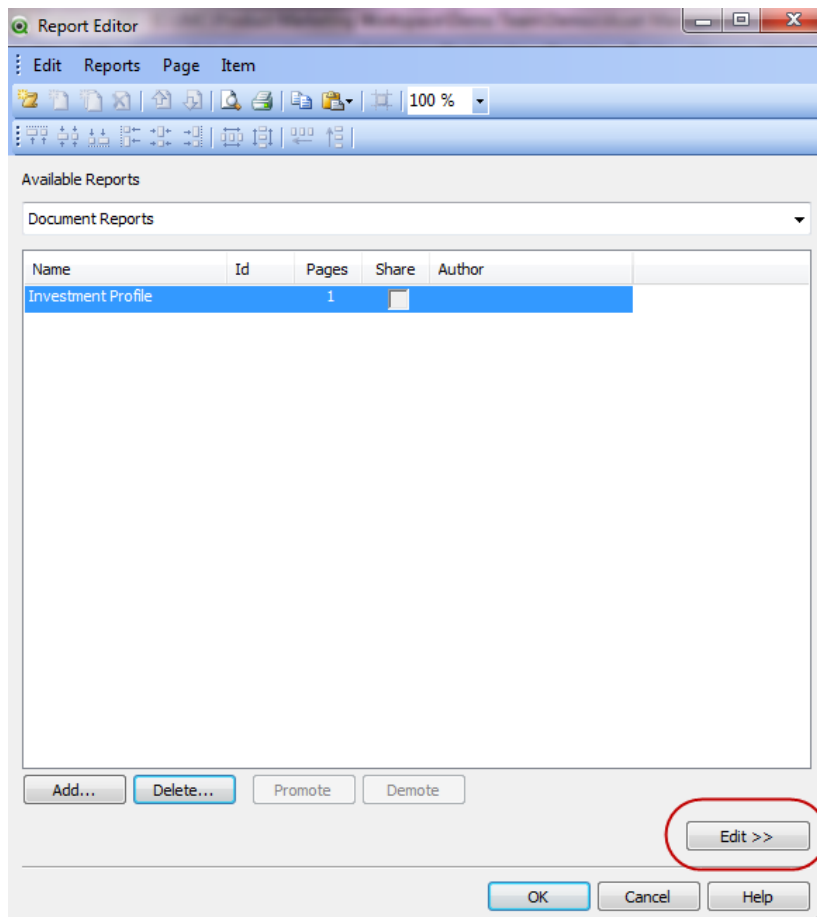 Report Editor
Edit Reports Page Item
100 %
Available Reports
Document Reports
Name Id Pages Share Author
Investment Profile 1
Add... Delete... Promote Demote
Edit >>
OK Cancel Help